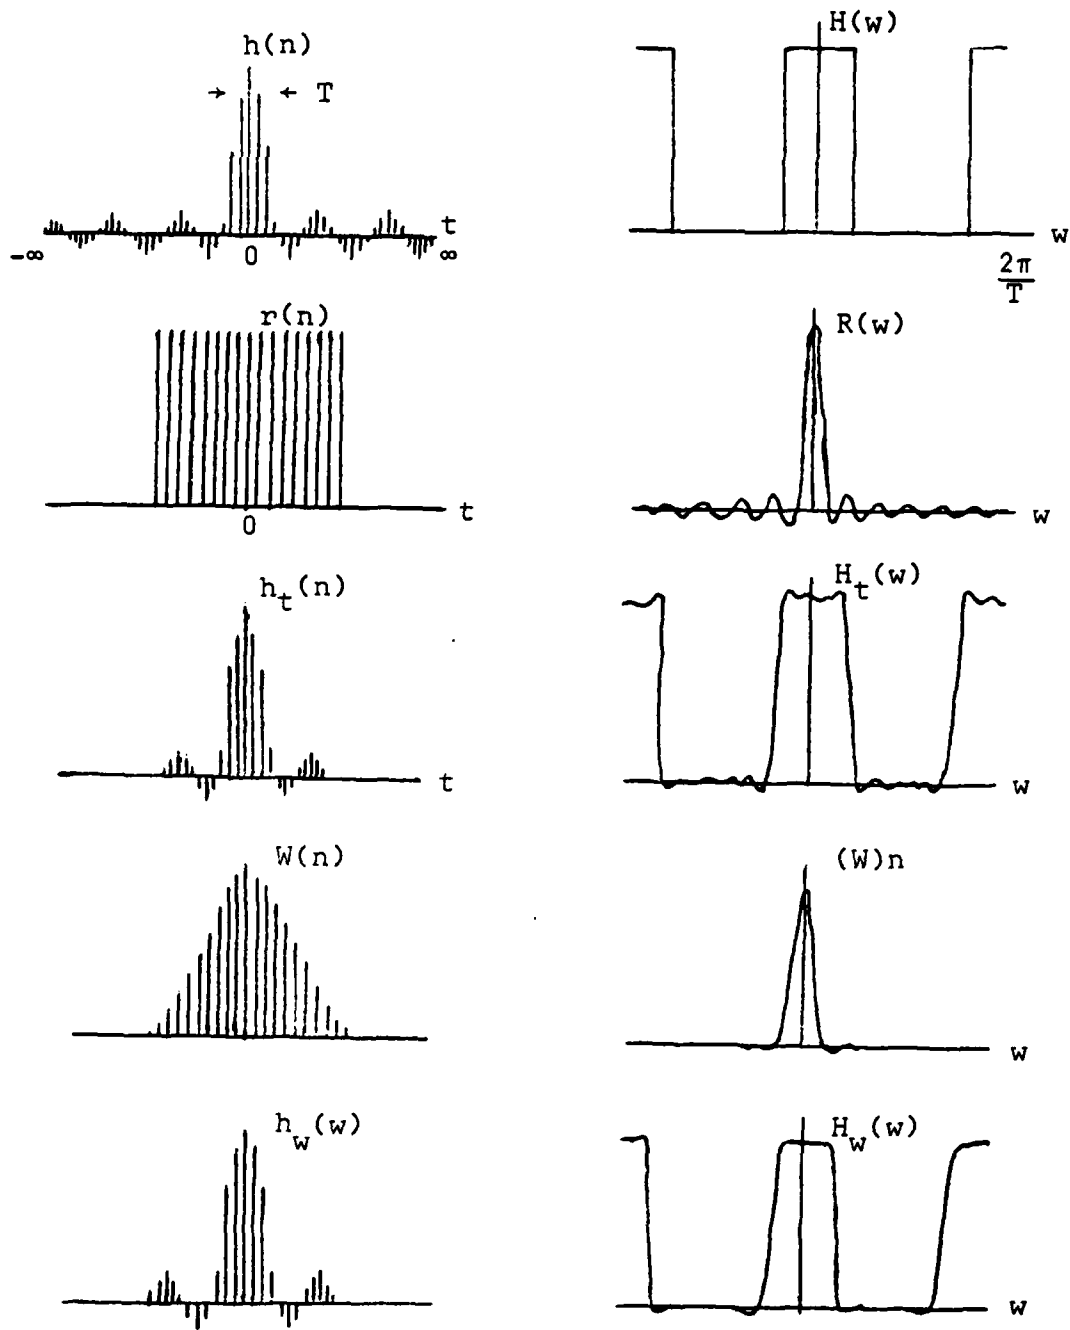 h(n)
H(w)
→ ← T
t
-∞ 0 ∞
w
2π
T
r(n)
R(w)
t
0
w
h_t(n)
H_t(w)
t
w
W(n)
(W)n
w
h_w(w)
H_w(w)
w